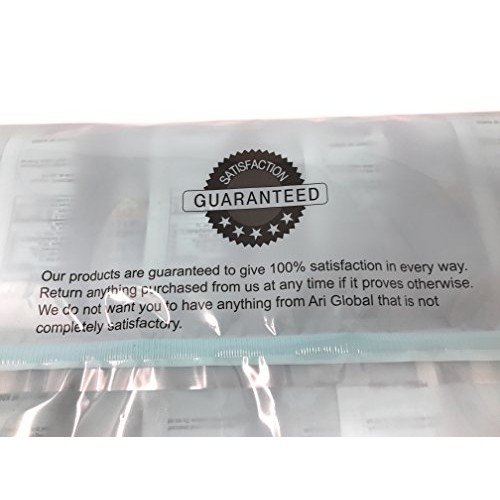 SATISFACTION
GUARANTEED
Our products are guaranteed to give 100% satisfaction in every way.
Return anything purchased from us at any time if it proves otherwise.
We do not want you to have anything from Ari Global that is not
completely satisfactory.